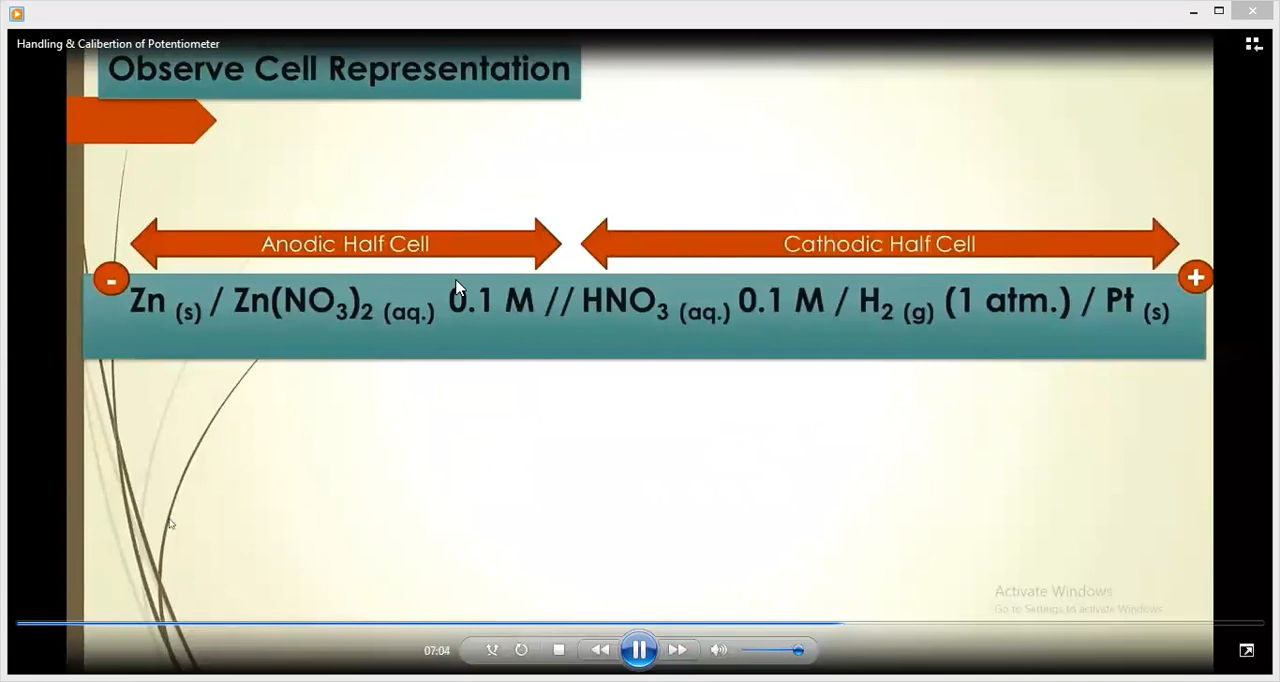 Handling & Calibertion of Potentiometer
Observe Cell Representation
Anodic Half Cell
Cathodic Half Cell
- +
Zn (s) / Zn(NO3)2 (aq.) 0.1 M // HNO3 (aq.) 0.1 M / H2 (g) (1 atm.) / Pt (s)
Activate Windows
Go to Settings to activate Windows.
07:04